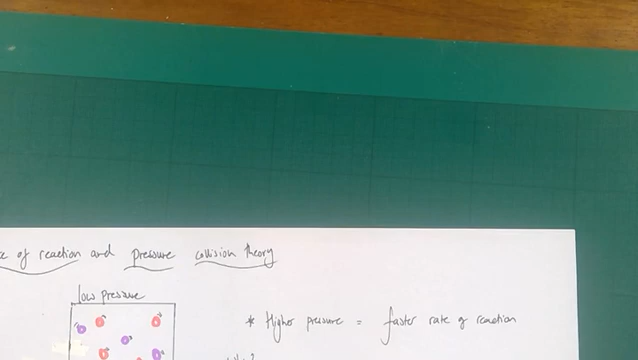 of reaction and pressure collision theory
low pressure
* Higher pressure = faster rate of reaction